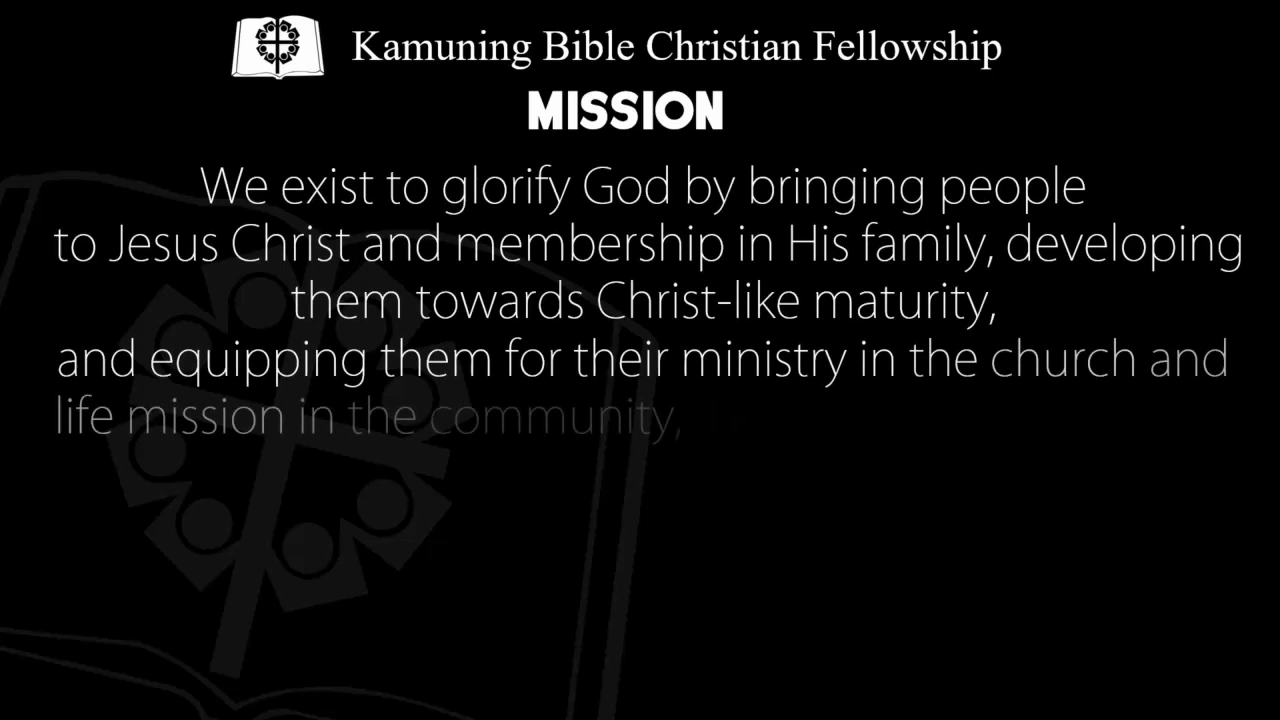 Kamuning Bible Christian Fellowship
MISSION
We exist to glorify God by bringing people
to Jesus Christ and membership in His family, developing
them towards Christ-like maturity,
and equipping them for their ministry in the church and
life mission in the community,